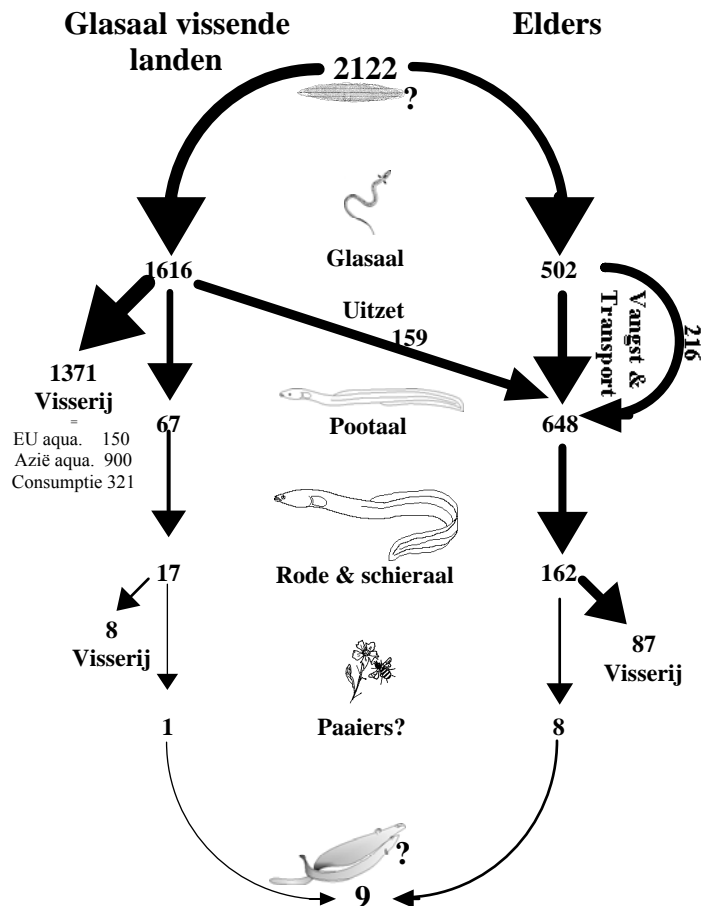 Glasaal vissende
landen
Elders
2122
?
Glasaal
1616
502
Uitzet
159
Vangst &
Transport
216
1371
Visserij
=
EU aqua. 150
Azië aqua. 900
Consumptie 321
67
Pootaal
648
17
Rode & schieraal
162
8
Visserij
87
Visserij
1
Paaiers?
8
?
9